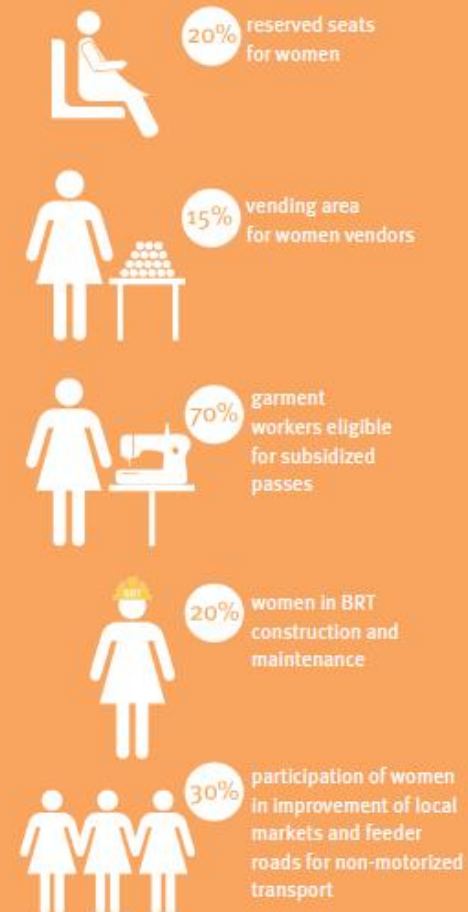 20% reserved seats
for women
15% vending area
for women vendors
70% garment
workers eligible
for subsidized
passes
BRT
20% women in BRT
construction and
maintenance
30% participation of women
in improvement of local
markets and feeder
roads for non-motorized
transport